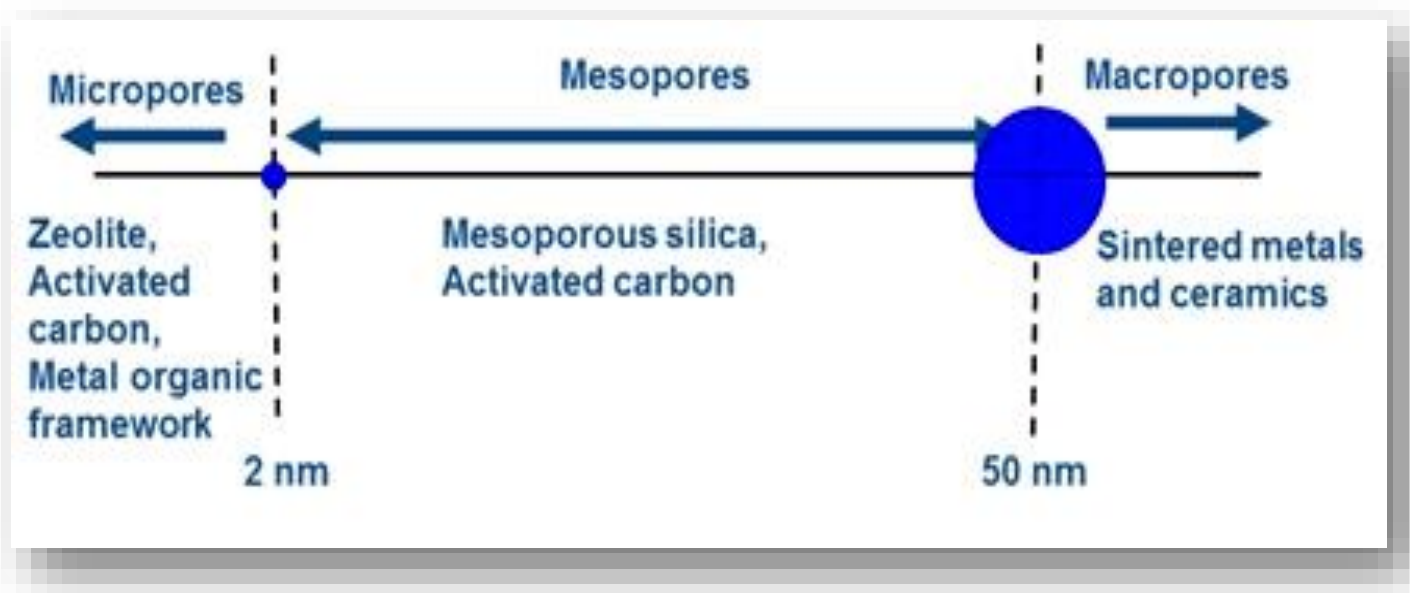 Micropores
Mesopores
Macropores
Zeolite,
Activated
carbon,
Metal organic
framework
Mesoporous silica,
Activated carbon
Sintered metals
and ceramics
2 nm
50 nm